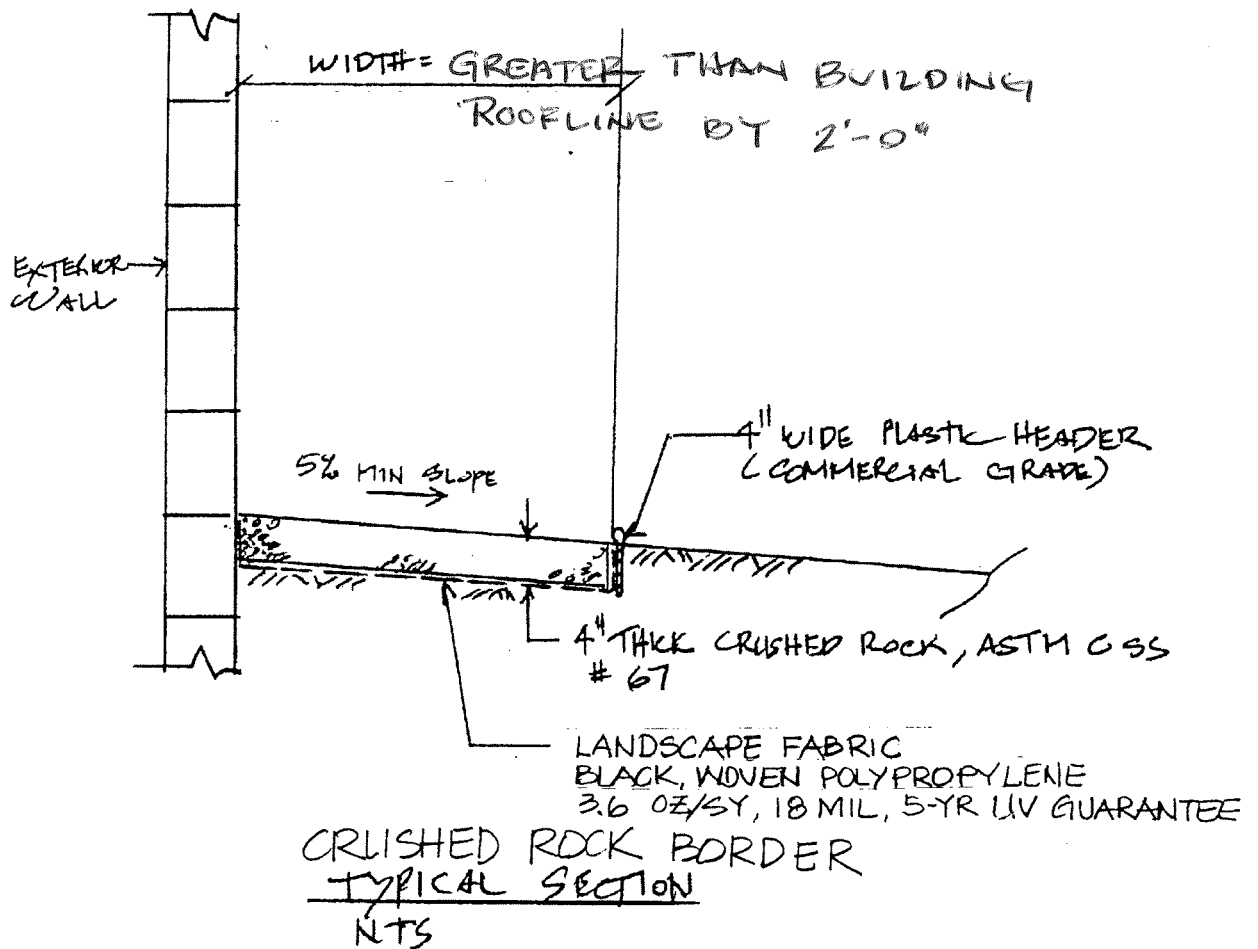 WIDTH = GREATER THAN BUILDING
ROOFLINE BY 2'-0"
EXTERIOR
WALL
4" WIDE PLASTIC HEADER
(COMMERCIAL GRADE)
5% MIN SLOPE
4" THICK CRUSHED ROCK, ASTM C 33
# 67
LANDSCAPE FABRIC
BLACK, WOVEN POLYPROPYLENE
3.6 OZ/SY, 18 MIL, 5-YR UV GUARANTEE
CRUSHED ROCK BORDER
TYPICAL SECTION
NTS